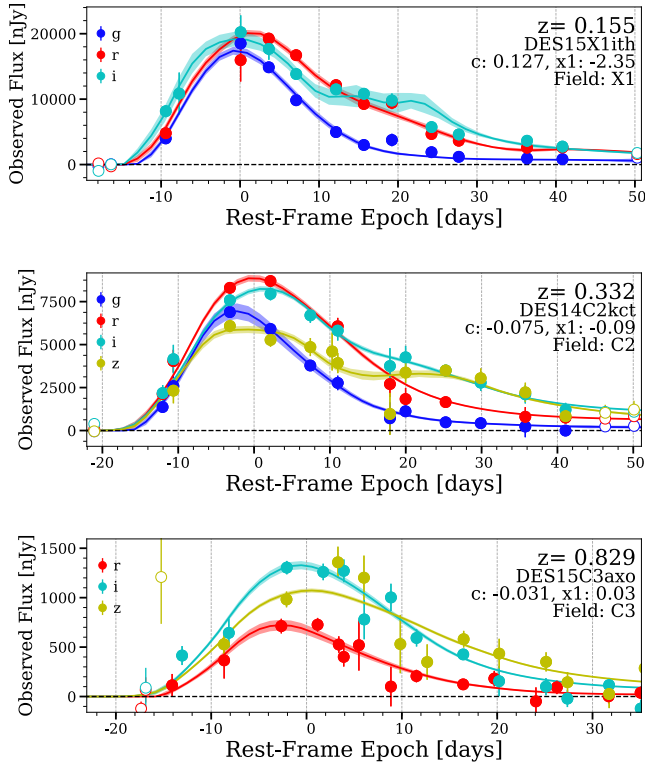 z= 0.155
DES15X1ith
c: 0.127, x1: -2.35
Field: X1
g
r
i
20000
10000
0
Observed Flux [nJy]
-10 0 10 20 30 40 50
Rest-Frame Epoch [days]
z= 0.332
DES14C2kct
c: -0.075, x1: -0.09
Field: C2
g
r
i
z
7500
5000
2500
0
Observed Flux [nJy]
-20 -10 0 10 20 30 40 50
Rest-Frame Epoch [days]
z= 0.829
DES15C3axo
c: -0.031, x1: 0.03
Field: C3
r
i
z
1500
1000
500
0
Observed Flux [nJy]
-20 -10 0 10 20 30
Rest-Frame Epoch [days]